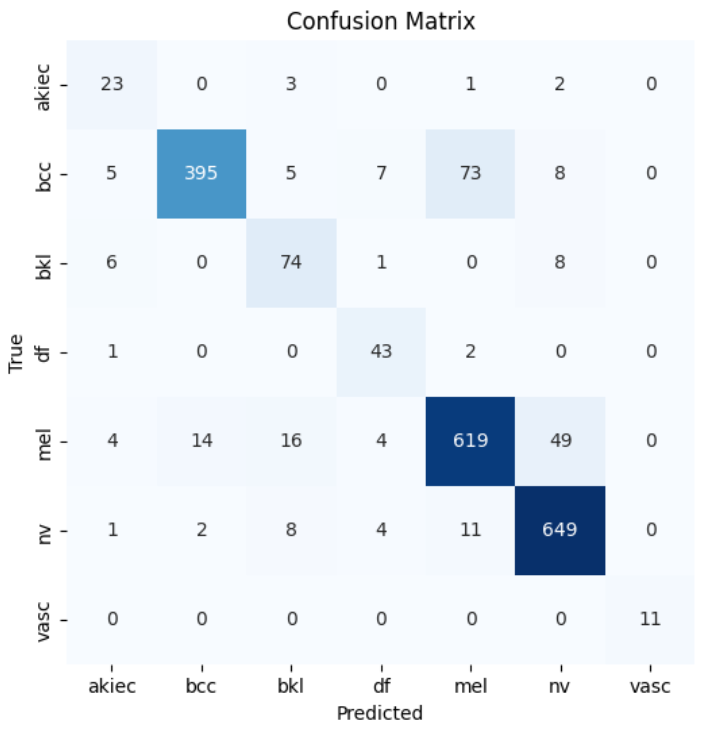 Confusion Matrix
akiec 23 0 3 0 1 2 0
bcc 5 395 5 7 73 8 0
bkl 6 0 74 1 0 8 0
df 1 0 0 43 2 0 0
mel 4 14 16 4 619 49 0
nv 1 2 8 4 11 649 0
vasc 0 0 0 0 0 0 11
True
akiec bcc bkl df mel nv vasc
Predicted